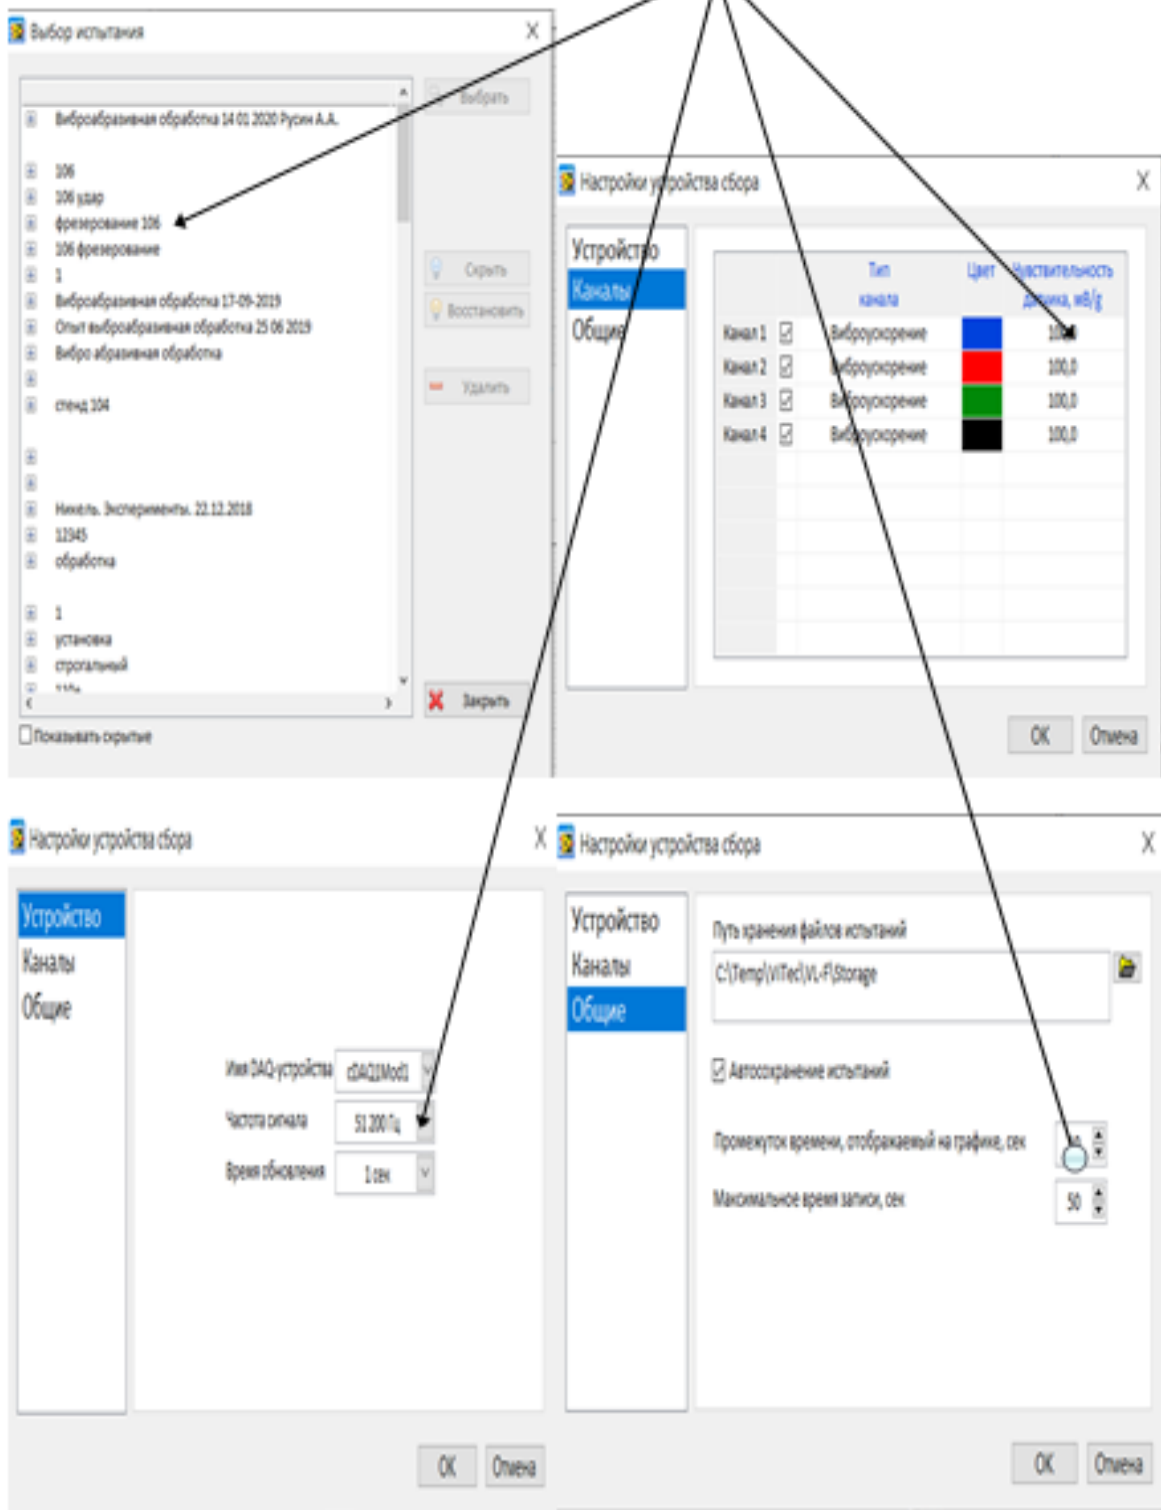 Выбор испытания
Выбрать
Виброабразивная обработка 14 01 2020 Русин А.А.
106
106 удар
фрезерование 106
106 фрезерование
1
Виброабразивная обработка 17-09-2019
Опыт выброабразивная обработка 25 06 2019
Вибро абразивная обработка
стенд 104
Никель. Эксперименты. 22.12.2018
12345
обработка
1
установка
строгальный
Скрыть
Восстановить
Удалить
Закрыть
Показывать скрытые
Настройки устройства сбора
Устройство
Каналы
Общие
Тип канала
Цвет
Чувствительность датчика, мВ/g
Канал 1 Виброускорение 100,0
Канал 2 Виброускорение 100,0
Канал 3 Виброускорение 100,0
Канал 4 Виброускорение 100,0
OK Отмена
Настройки устройства сбора
Устройство
Каналы
Общие
Имя DAQ-устройства cDAQ1Mod1
Частота сигнала 51 200 Гц
Время обновления 1 сек
OK Отмена
Настройки устройства сбора
Устройство
Каналы
Общие
Путь хранения файлов испытаний
C:\Temp\ViTec\VL-F\Storage
Автосохранение испытаний
Промежуток времени, отображаемый на графике, сек
Максимальное время записи, сек 50
OK Отмена